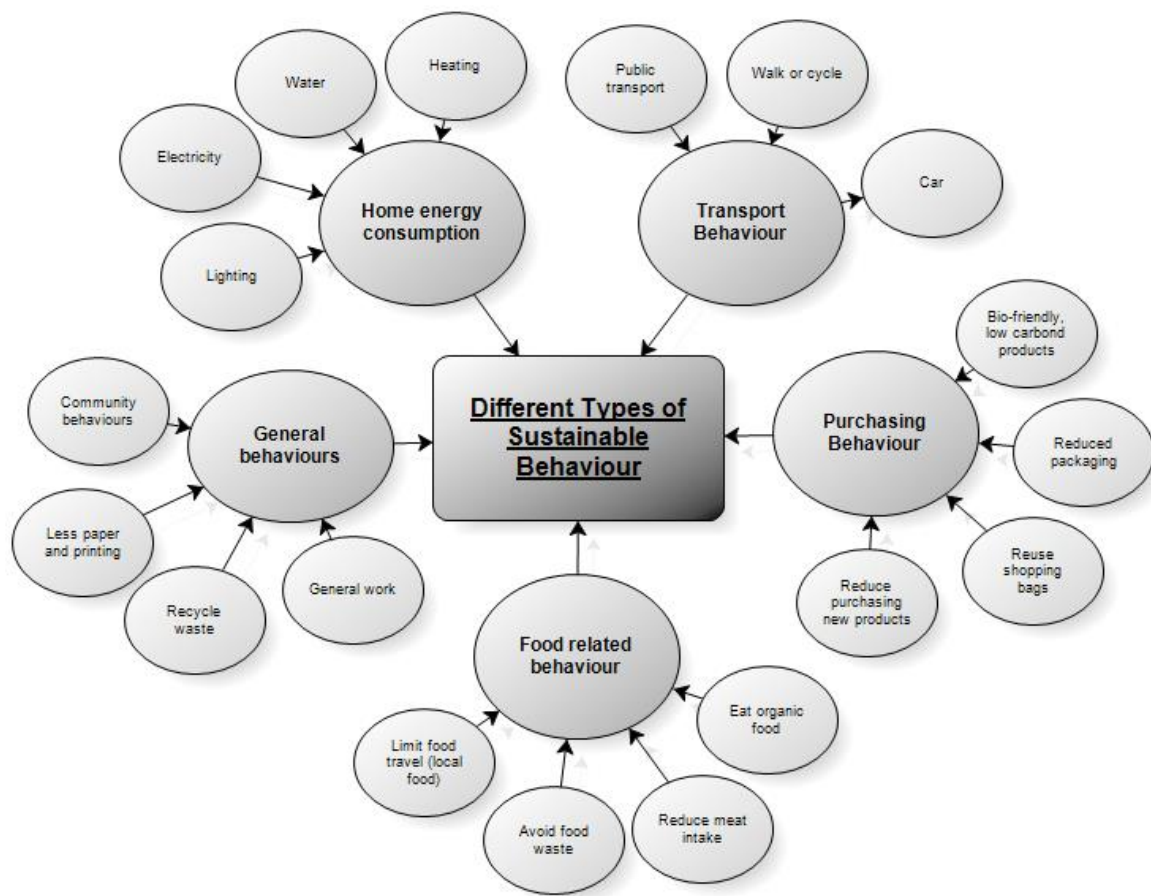 Heating
Water
Public
transport
Walk or cycle
Electricity
Car
Home energy
consumption
Transport
Behaviour
Lighting
Bio-friendly,
low carbond
products
Community
behaviours
General
behaviours
Different Types of
Sustainable
Behaviour
Purchasing
Behaviour
Reduced
packaging
Less paper
and printing
Recycle
waste
General work
Reduce
purchasing
new products
Reuse
shopping
bags
Food related
behaviour
Limit food
travel (local
food)
Eat organic
food
Avoid food
waste
Reduce meat
intake